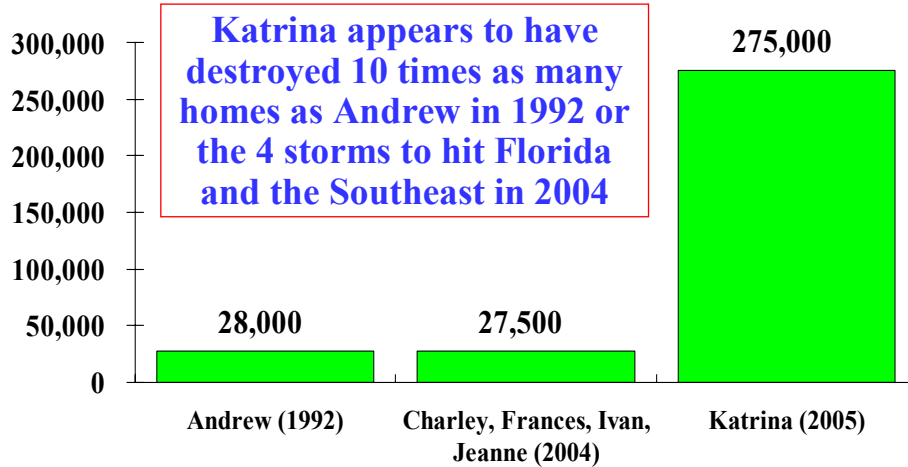 Katrina appears to have
destroyed 10 times as many
homes as Andrew in 1992 or
the 4 storms to hit Florida
and the Southeast in 2004
300,000
250,000
200,000
150,000
100,000
50,000
0
28,000
27,500
275,000
Andrew (1992)
Charley, Frances, Ivan,
Jeanne (2004)
Katrina (2005)